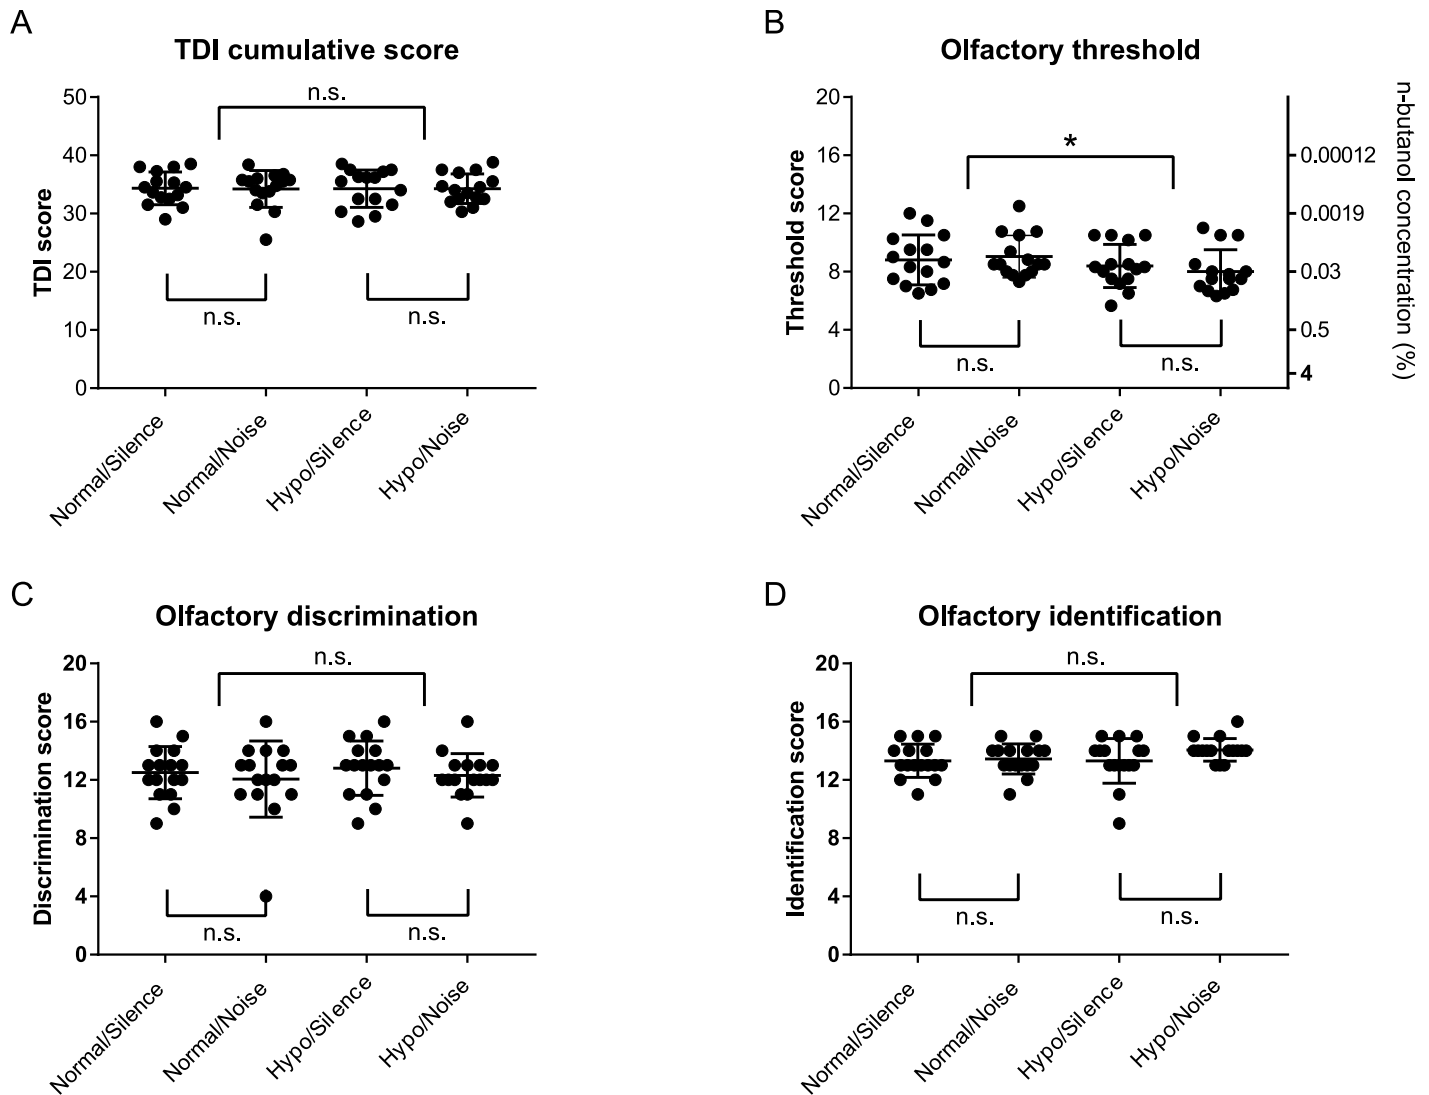 A
TDI cumulative score
TDI score
50
40
30
20
10
0
n.s.
n.s.
n.s.
Normal/Silence
Normal/Noise
Hypo/Silence
Hypo/Noise
B
Olfactory threshold
Threshold score
20
16
12
8
4
0
*
n.s.
n.s.
0.00012
0.0019
0.03
0.5
4
n-butanol concentration (%)
Normal/Silence
Normal/Noise
Hypo/Silence
Hypo/Noise
C
Olfactory discrimination
Discrimination score
20
16
12
8
4
0
n.s.
n.s.
n.s.
Normal/Silence
Normal/Noise
Hypo/Silence
Hypo/Noise
D
Olfactory identification
Identification score
20
16
12
8
4
0
n.s.
n.s.
n.s.
Normal/Silence
Normal/Noise
Hypo/Silence
Hypo/Noise